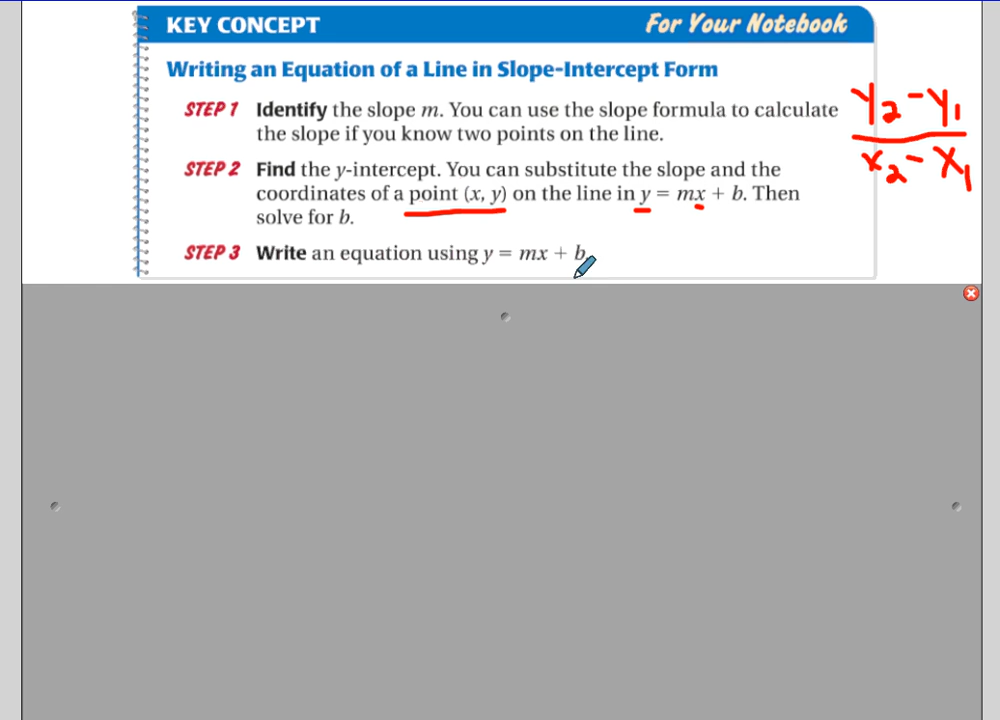 KEY CONCEPT
For Your Notebook
Writing an Equation of a Line in Slope-Intercept Form
STEP 1 Identify the slope m. You can use the slope formula to calculate
the slope if you know two points on the line.
STEP 2 Find the y-intercept. You can substitute the slope and the
coordinates of a point (x, y) on the line in y = mx + b. Then
solve for b.
STEP 3 Write an equation using y = mx + b.
y₂ - y₁
x₂ - x₁